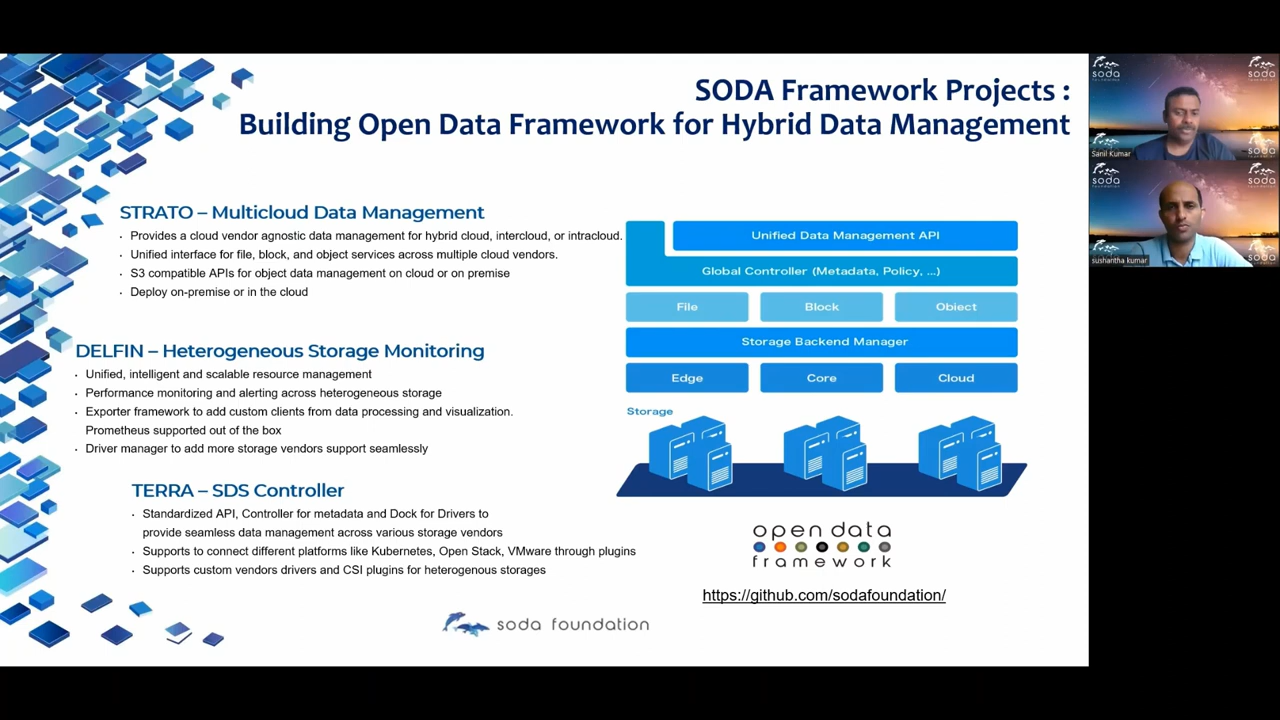 SODA Framework Projects :
Building Open Data Framework for Hybrid Data Management
STRATO – Multicloud Data Management
· Provides a cloud vendor agnostic data management for hybrid cloud, intercloud, or intracloud.
· Unified interface for file, block, and object services across multiple cloud vendors.
· S3 compatible APIs for object data management on cloud or on premise
· Deploy on-premise or in the cloud
DELFIN – Heterogeneous Storage Monitoring
· Unified, intelligent and scalable resource management
· Performance monitoring and alerting across heterogeneous storage
· Exporter framework to add custom clients from data processing and visualization.
Prometheus supported out of the box
· Driver manager to add more storage vendors support seamlessly
TERRA – SDS Controller
· Standardized API, Controller for metadata and Dock for Drivers to
provide seamless data management across various storage vendors
· Supports to connect different platforms like Kubernetes, Open Stack, VMware through plugins
· Supports custom vendors drivers and CSI plugins for heterogenous storages
Unified Data Management API
Global Controller (Metadata, Policy, ...)
File
Block
Object
Storage Backend Manager
Edge
Core
Cloud
Storage
open data
framework
https://github.com/sodafoundation/
soda foundation
soda
soda
Sanil Kumar
soda
soda
sushantha kumar